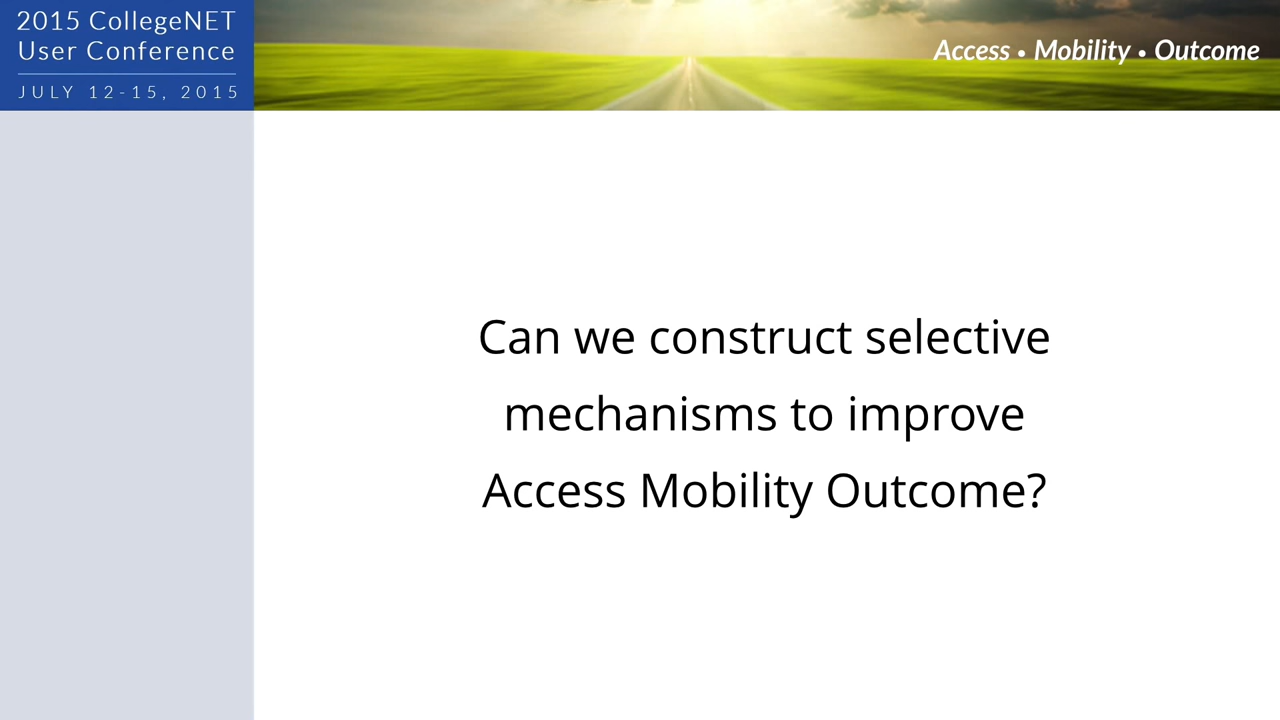 2015 CollegeNET
User Conference
JULY 12-15, 2015
Access • Mobility • Outcome
Can we construct selective
mechanisms to improve
Access Mobility Outcome?